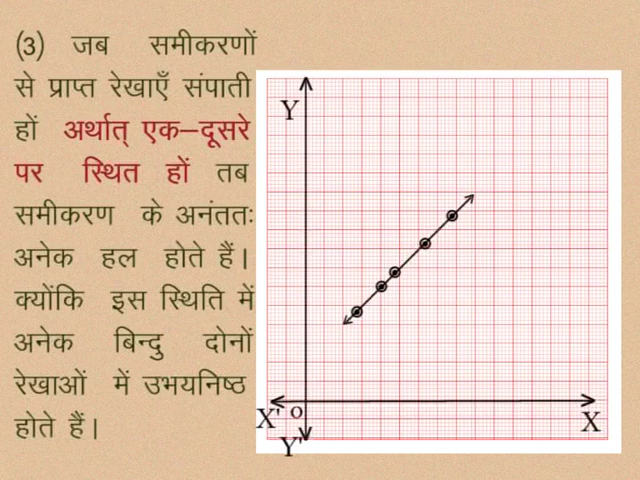 (3) जब समीकरणों
से प्राप्त रेखाएँ संपाती
हों अर्थात् एक–दूसरे
पर स्थित हों तब
समीकरण के अनंततः
अनेक हल होते हैं।
क्योंकि इस स्थिति में
अनेक बिन्दु दोनों
रेखाओं में उभयनिष्ठ
होते हैं।
Y
X' O X
Y'